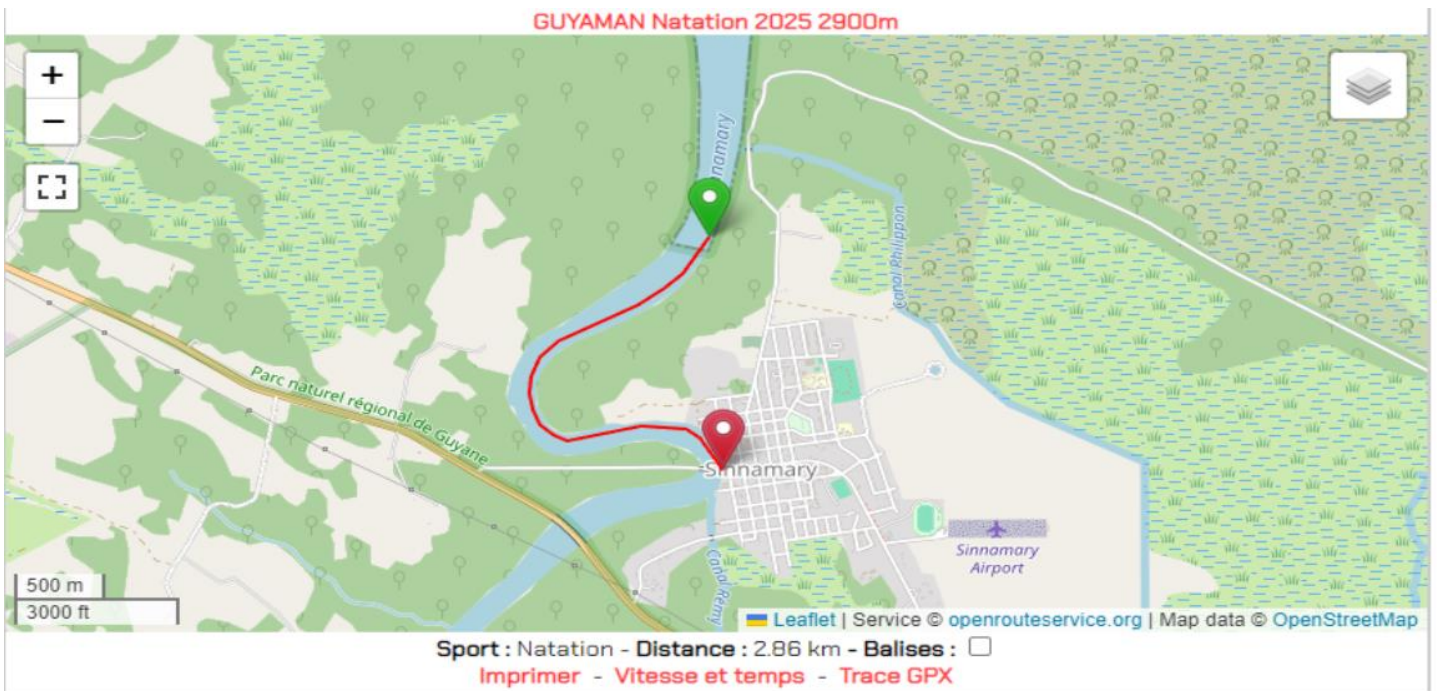 GUYAMAN Natation 2025 2900m
+
−
Sinnamary
Canal Philippon
Parc naturel régional de Guyane
Sinnamary
Sinnamary
Airport
Canal Remy
500 m
3000 ft
Leaflet | Service © openrouteservice.org | Map data © OpenStreetMap
Sport : Natation - Distance : 2.86 km - Balises :
Imprimer - Vitesse et temps - Trace GPX